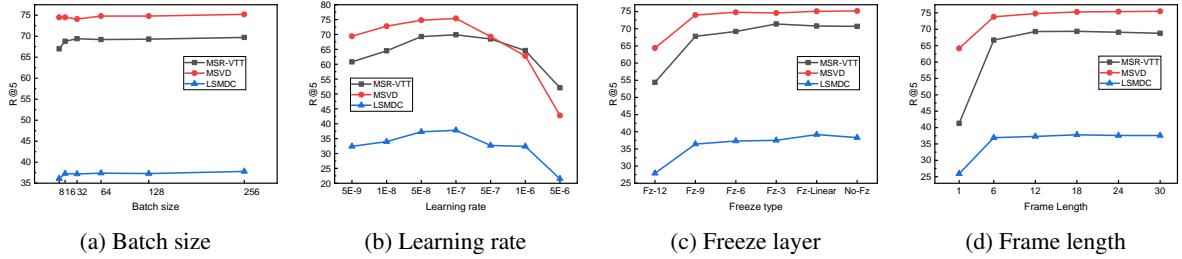 R @5
85
80
75
70
65
60
55
50
45
40
35
MSR-VTT
MSVD
LSMDC
8 16 32 64 128 256
Batch size
(a) Batch size
R @5
80
75
70
65
60
55
50
45
40
35
30
25
20
MSR-VTT
MSVD
LSMDC
5E-9 1E-8 5E-8 1E-7 5E-7 1E-6 5E-6
Learning rate
(b) Learning rate
R @5
75
70
65
60
55
50
45
40
35
30
25
MSR-VTT
MSVD
LSMDC
Fz-12 Fz-9 Fz-6 Fz-3 Fz-Linear No-Fz
Freeze type
(c) Freeze layer
R @5
75
70
65
60
55
50
45
40
35
30
25
MSR-VTT
MSVD
LSMDC
1 6 12 18 24 30
Frame Length
(d) Frame length